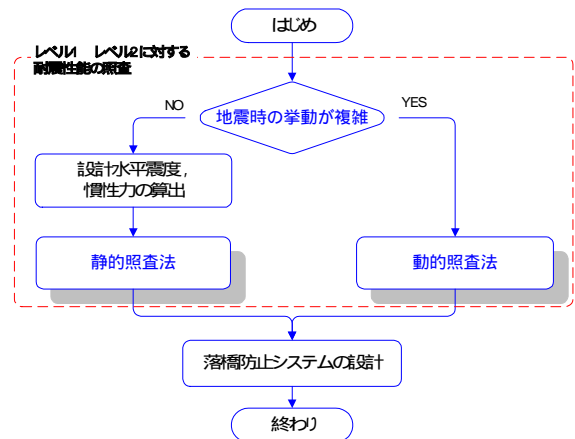 はじめ
レベル1 レベル2に対する
耐震性能の照査
地震時の挙動が複雑
NO
YES
設計水平震度，
慣性力の算出
静的照査法
動的照査法
落橋防止システムの設計
終わり